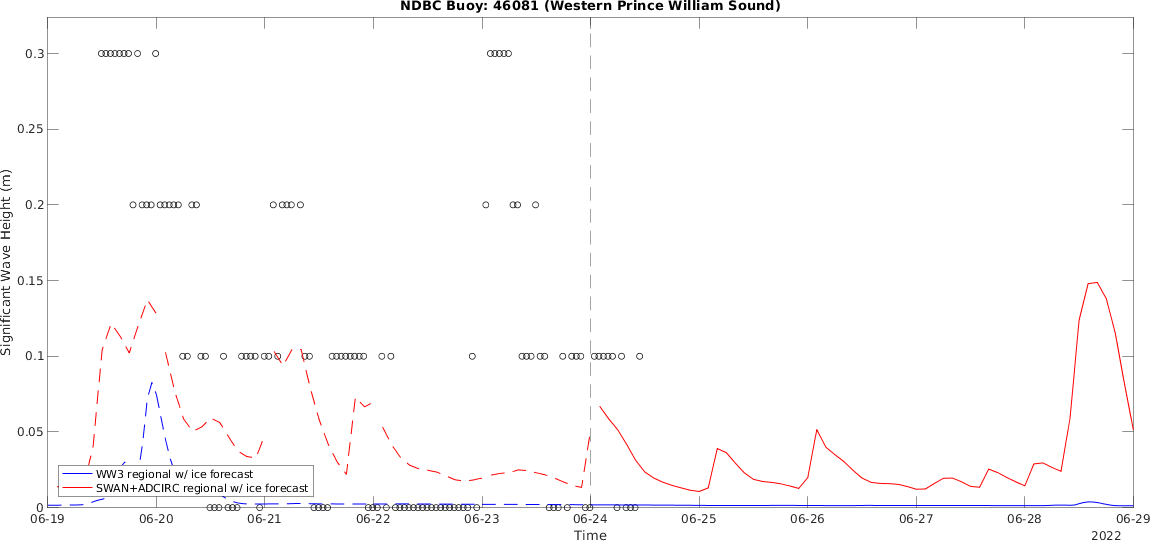 NDBC Buoy: 46081 (Western Prince William Sound)
Significant Wave Height (m)
0.3
0.25
0.2
0.15
0.1
0.05
0
WW3 regional w/ ice forecast
SWAN+ADCIRC regional w/ ice forecast
06-19 06-20 06-21 06-22 06-23 06-24 06-25 06-26 06-27 06-28 06-29
Time
2022